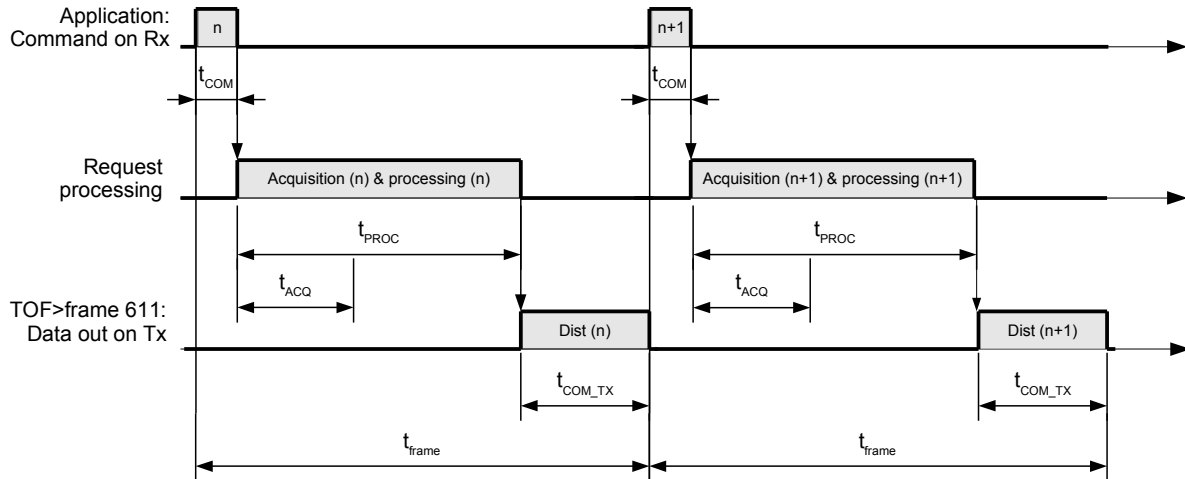 Application:
Command on Rx
n
n+1
tCOM
tCOM
Request
processing
Acquisition (n) & processing (n)
Acquisition (n+1) & processing (n+1)
tPROC
tPROC
tACQ
tACQ
TOF>frame 611:
Data out on Tx
Dist (n)
Dist (n+1)
tCOM_TX
tCOM_TX
tframe
tframe